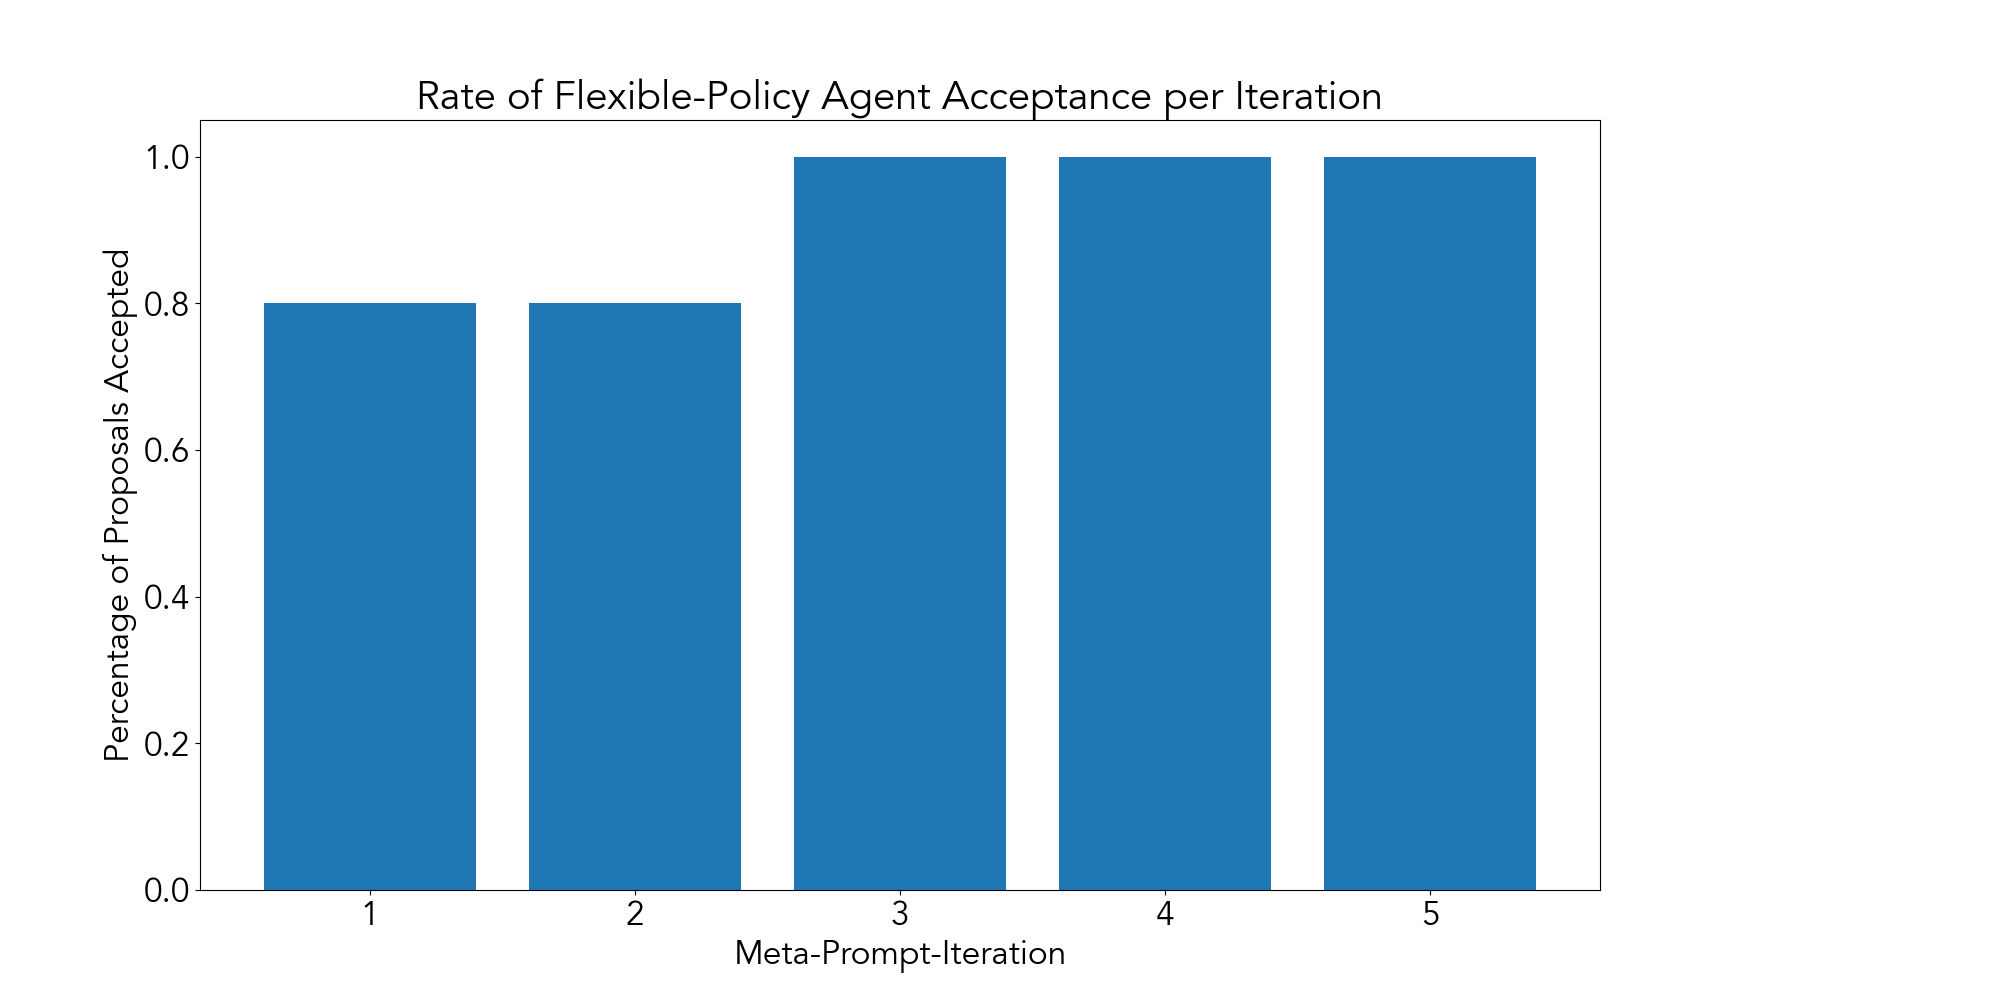 Rate of Flexible-Policy Agent Acceptance per Iteration
Percentage of Proposals Accepted
1.0
0.8
0.6
0.4
0.2
0.0
1 2 3 4 5
Meta-Prompt-Iteration